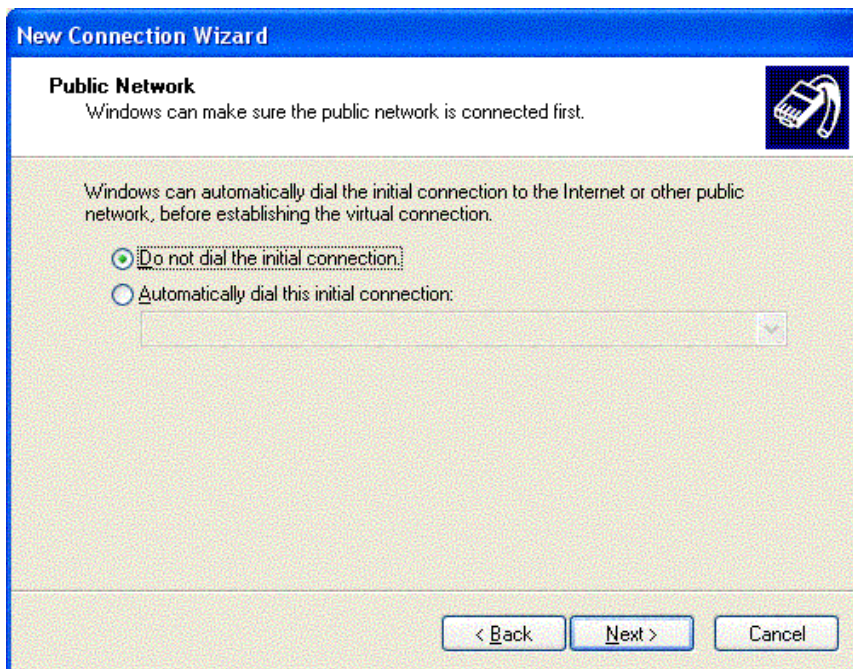 New Connection Wizard
Public Network
Windows can make sure the public network is connected first.
Windows can automatically dial the initial connection to the Internet or other public
network, before establishing the virtual connection.
Do not dial the initial connection.
Automatically dial this initial connection:
< Back
Next >
Cancel